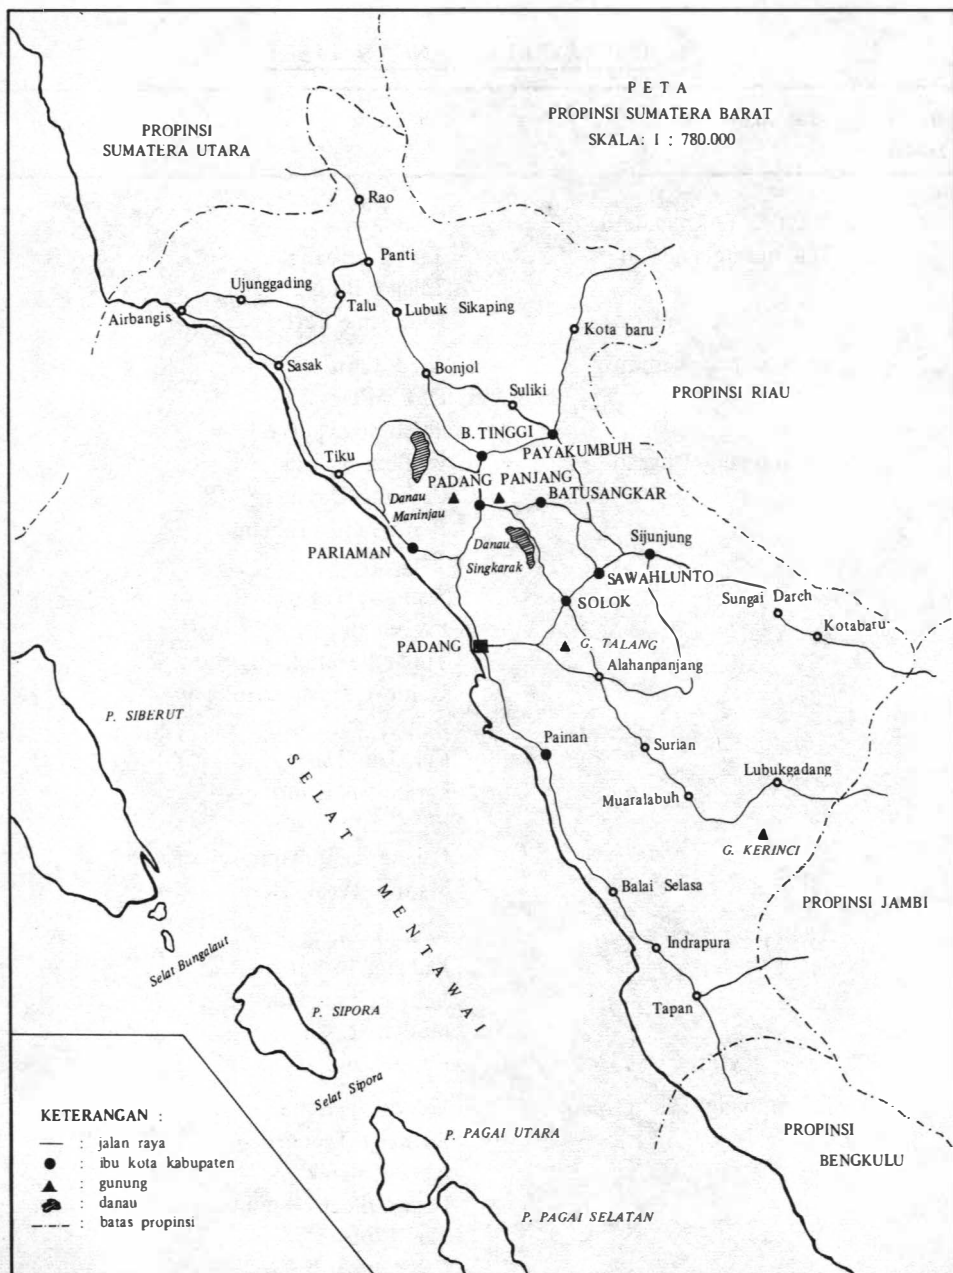 PETA
PROPINSI SUMATERA BARAT
SKALA: 1 : 780.000
PROPINSI
SUMATERA UTARA
Rao
Panti
Ujunggading
Talu
Airbangis
Lubuk Sikaping
Kota baru
Sasak
Bonjol
Suliki
PROPINSI RIAU
B. TINGGI
PAYAKUMBUH
Tiku
PADANG PANJANG
Danau
Maninjau
BATUSANGKAR
PARIAMAN
Danau
Singkarak
Sijunjung
SAWAHLUNTO
SOLOK
Sungai Dareh
Kotabaru
PADANG
G. TALANG
Alahanpanjang
P. SIBERUT
Painan
Surian
SELAT MENTAWAI
Lubukgadang
Muaralabuh
G. KERINCI
Balai Selasa
PROPINSI JAMBI
Selat Bungalaut
Indrapura
P. SIPORA
Tapan
Selat Sipora
P. PAGAI UTARA
PROPINSI
BENGKULU
P. PAGAI SELATAN
KETERANGAN :
: jalan raya
: ibu kota kabupaten
: gunung
: danau
: batas propinsi